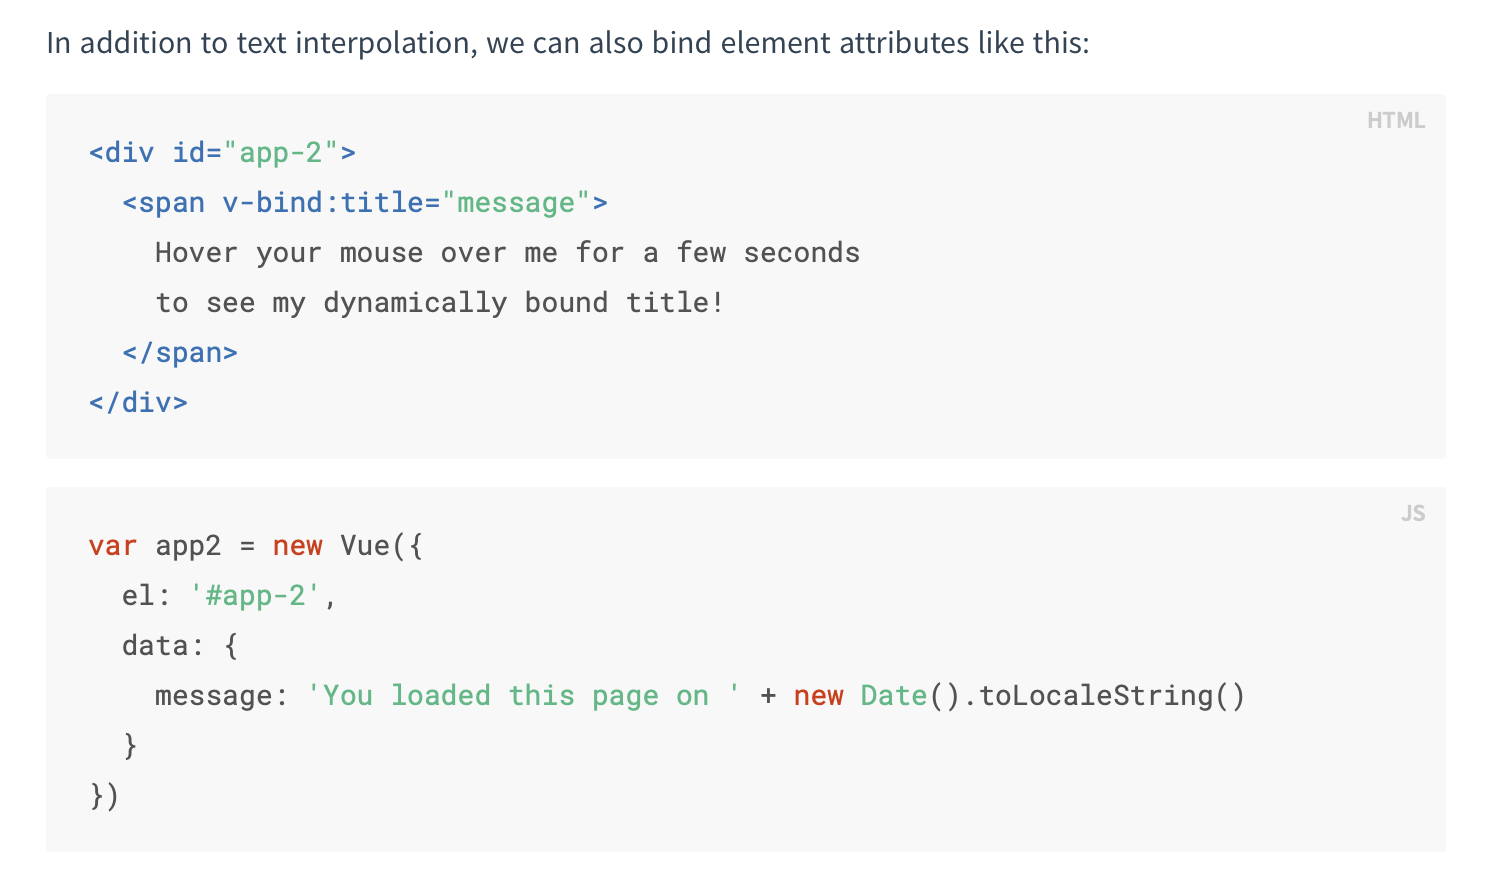 In addition to text interpolation, we can also bind element attributes like this:
HTML
<div id="app-2">
  <span v-bind:title="message">
    Hover your mouse over me for a few seconds
    to see my dynamically bound title!
  </span>
</div>
JS
var app2 = new Vue({
  el: '#app-2',
  data: {
    message: 'You loaded this page on ' + new Date().toLocaleString()
  }
})